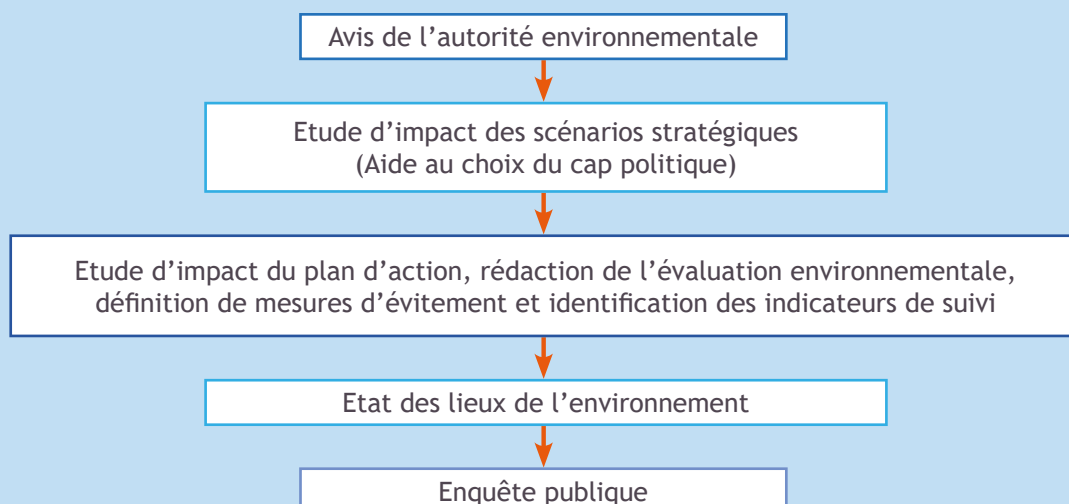 Avis de l’autorité environnementale
Etude d’impact des scénarios stratégiques
(Aide au choix du cap politique)
Etude d’impact du plan d’action, rédaction de l’évaluation environnementale,
définition de mesures d’évitement et identification des indicateurs de suivi
Etat des lieux de l’environnement
Enquête publique